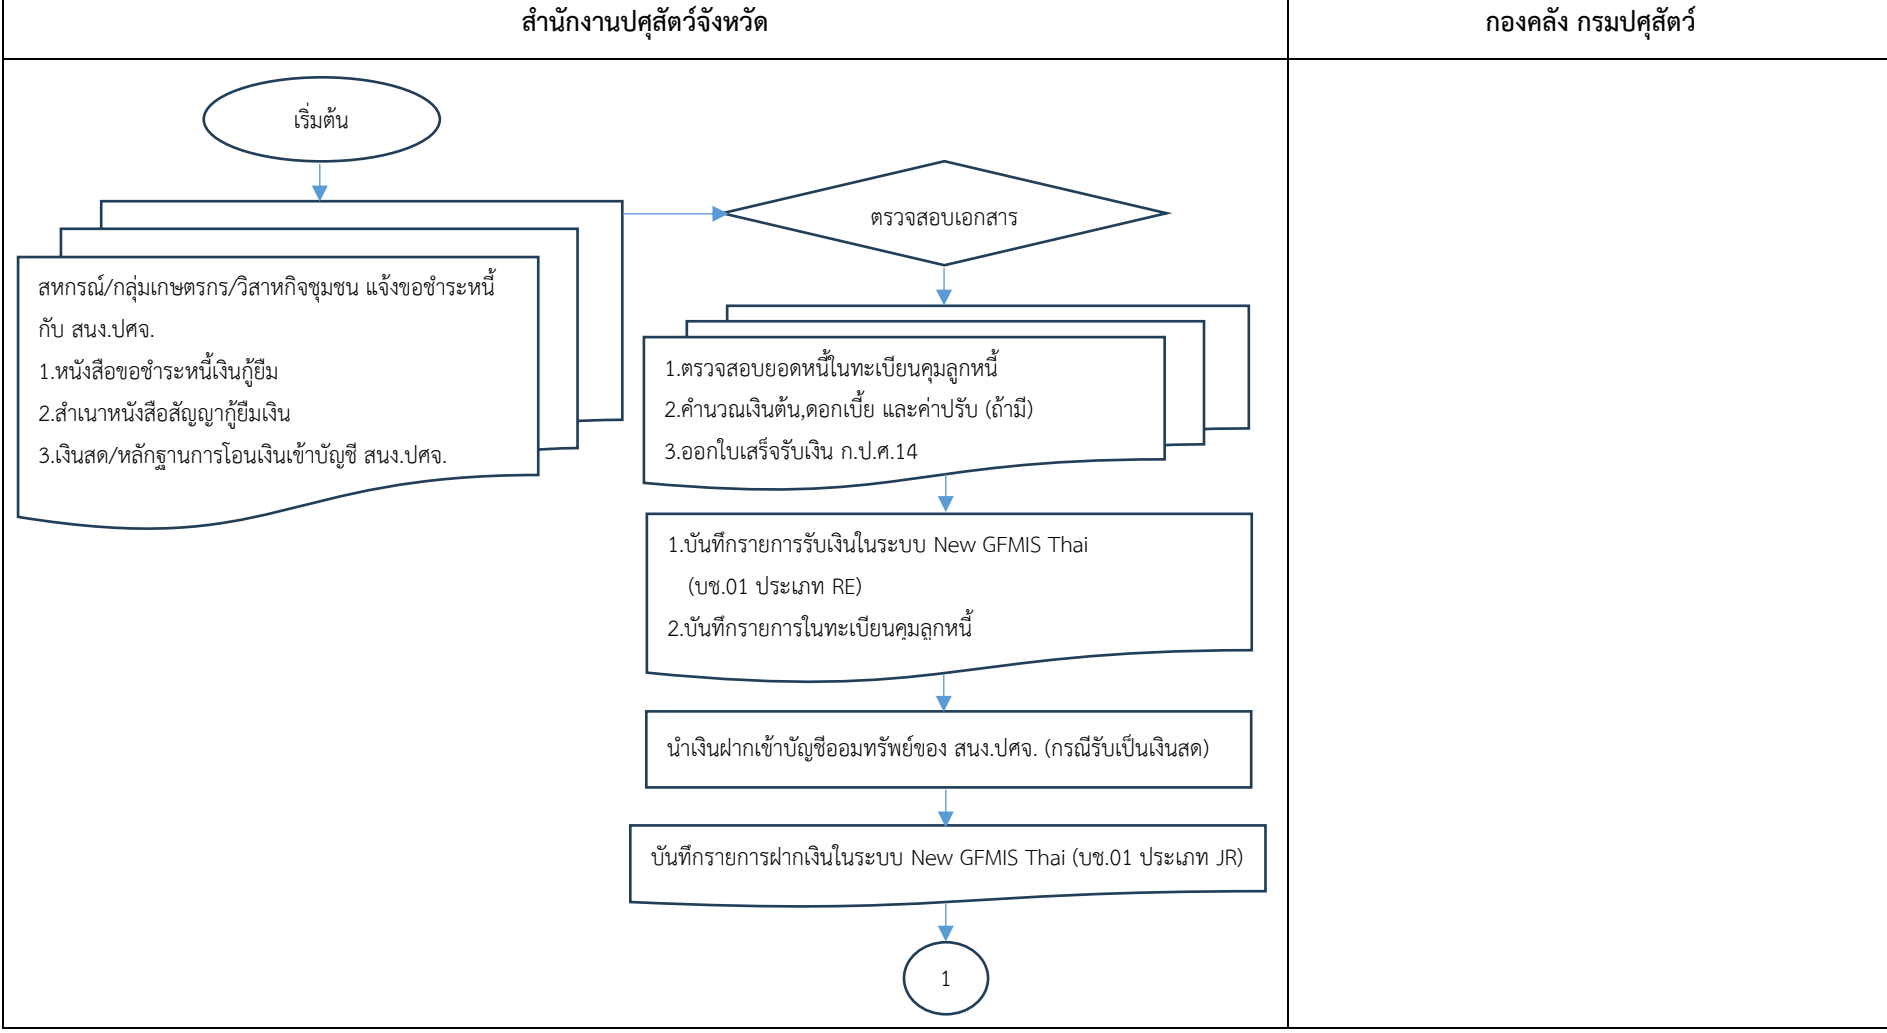 สำนักงานปศุสัตว์จังหวัด
กองคลัง กรมปศุสัตว์
เริ่มต้น
สหกรณ์/กลุ่มเกษตรกร/วิสาหกิจชุมชน แจ้งขอชำระหนี้
กับ สนง.ปศจ.
1.หนังสือขอชำระหนี้เงินกู้ยืม
2.สำเนาหนังสือสัญญากู้ยืมเงิน
3.เงินสด/หลักฐานการโอนเงินเข้าบัญชี สนง.ปศจ.
ตรวจสอบเอกสาร
1.ตรวจสอบยอดหนี้ในทะเบียนคุมลูกหนี้
2.คำนวณเงินต้น,ดอกเบี้ย และค่าปรับ (ถ้ามี)
3.ออกใบเสร็จรับเงิน ก.ป.ศ.14
1.บันทึกรายการรับเงินในระบบ New GFMIS Thai
(บช.01 ประเภท RE)
2.บันทึกรายการในทะเบียนคุมลูกหนี้
นำเงินฝากเข้าบัญชีออมทรัพย์ของ สนง.ปศจ. (กรณีรับเป็นเงินสด)
บันทึกรายการฝากเงินในระบบ New GFMIS Thai (บช.01 ประเภท JR)
1